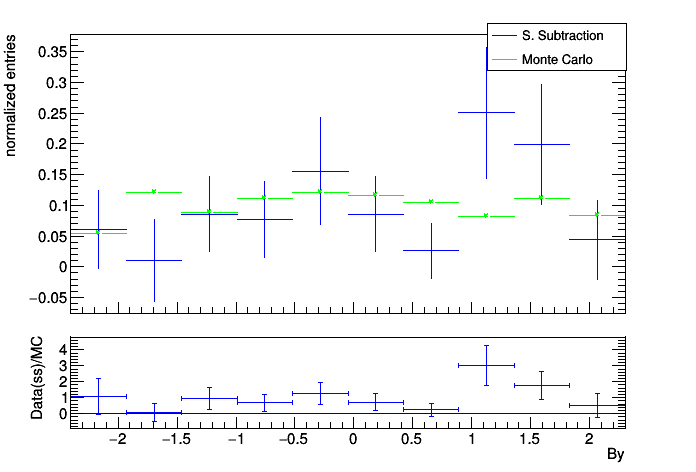 S. Subtraction
Monte Carlo
normalized entries
0.35
0.3
0.25
0.2
0.15
0.1
0.05
0
−0.05
Data(ss)/MC
4
3
2
1
0
−2 −1.5 −1 −0.5 0 0.5 1 1.5 2
By